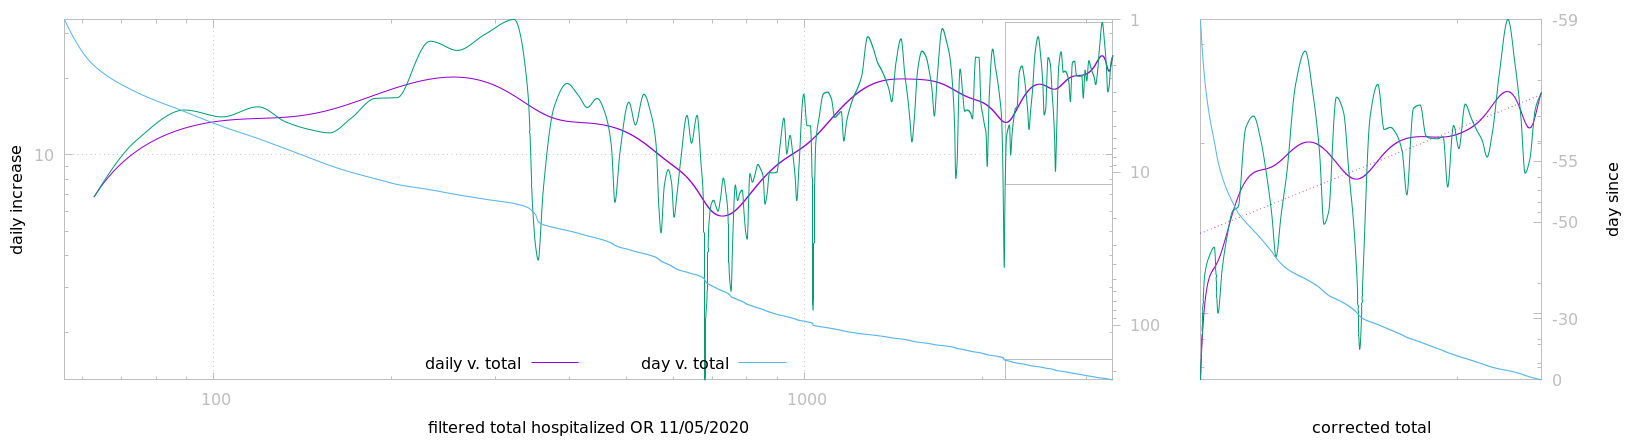 1
-59
10
daily increase
10
-55
-50
day since
100
-30
daily v. total
day v. total
0
100
1000
filtered total hospitalized OR 11/05/2020
corrected total